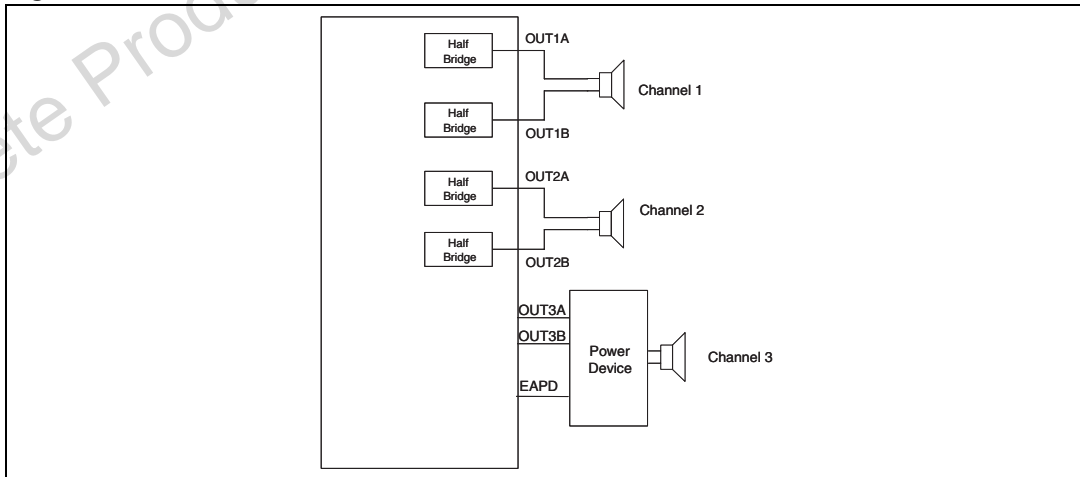 Half
Bridge
OUT1A
Channel 1
Half
Bridge
OUT1B
Half
Bridge
OUT2A
Channel 2
Half
Bridge
OUT2B
OUT3A
OUT3B
Power
Device
Channel 3
EAPD